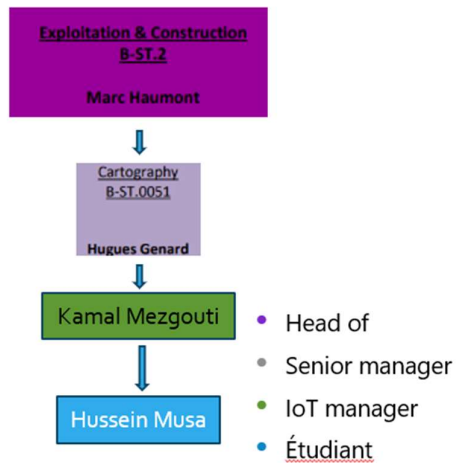 Exploitation & Construction
B-ST.2
Marc Haumont
Cartography
B-ST.0051
Hugues Genard
Kamal Mezgouti
Hussein Musa
Head of
Senior manager
IoT manager
Étudiant